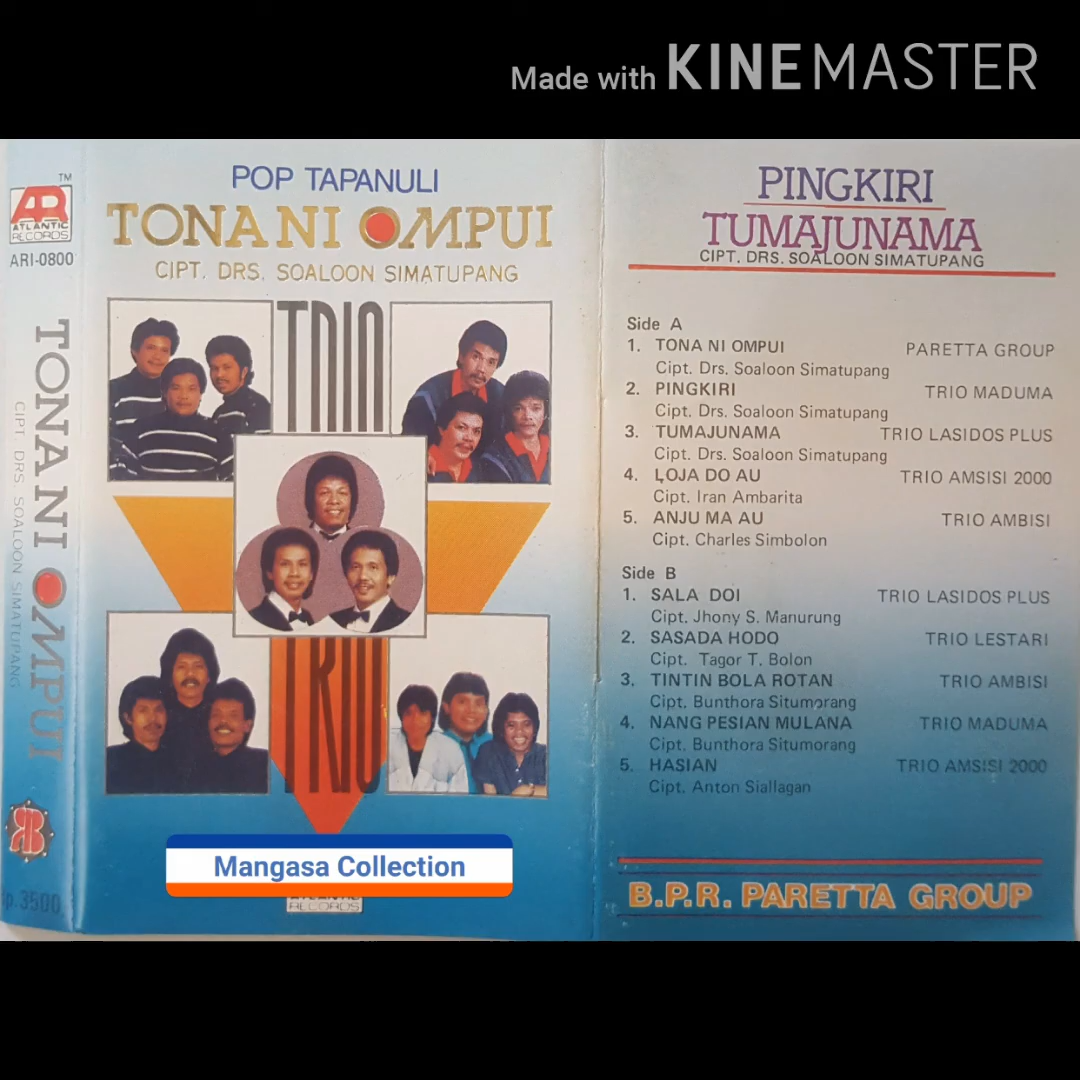 Made with KINEMASTER
AR TM
ATLANTIC
RECORDS
ARI-0800
TONA NI OMPUI
CIPT. DRS. SOALOON SIMATUPANG
3500
POP TAPANULI
TONA NI OMPUI
CIPT. DRS. SOALOON SIMATUPANG
TRIO
TRIO
Mangasa Collection
RECORDS
PINGKIRI
TUMAJUNAMA
CIPT. DRS. SOALOON SIMATUPANG
Side A
1. TONA NI OMPUI PARETTA GROUP
Cipt. Drs. Soaloon Simatupang
2. PINGKIRI TRIO MADUMA
Cipt. Drs. Soaloon Simatupang
3. TUMAJUNAMA TRIO LASIDOS PLUS
Cipt. Drs. Soaloon Simatupang
4. LOJA DO AU TRIO AMSISI 2000
Cipt. Iran Ambarita
5. ANJU MA AU TRIO AMBISI
Cipt. Charles Simbolon
Side B
1. SALA DOI TRIO LASIDOS PLUS
Cipt. Jhony S. Manurung
2. SASADA HODO TRIO LESTARI
Cipt. Tagor T. Bolon
3. TINTIN BOLA ROTAN TRIO AMBISI
Cipt. Bunthora Situmorang
4. NANG PESIAN MULANA TRIO MADUMA
Cipt. Bunthora Situmorang
5. HASIAN TRIO AMSISI 2000
Cipt. Anton Siallagan
B.P.R. PARETTA GROUP